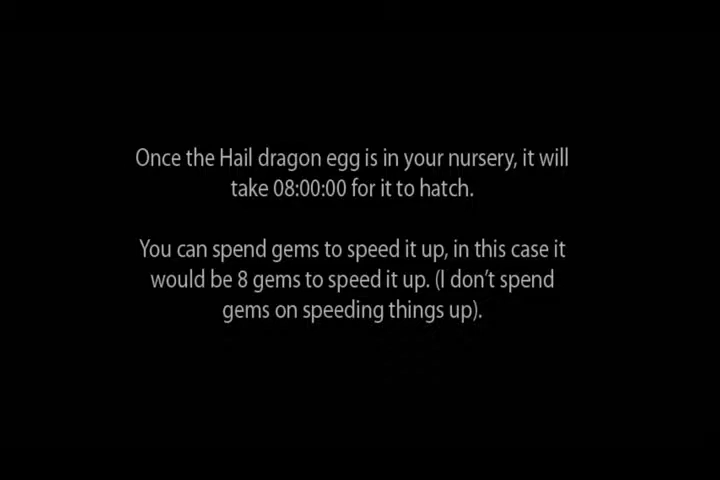 Once the Hail dragon egg is in your nursery, it will
take 08:00:00 for it to hatch.
You can spend gems to speed it up, in this case it
would be 8 gems to speed it up. (I don't spend
gems on speeding things up).